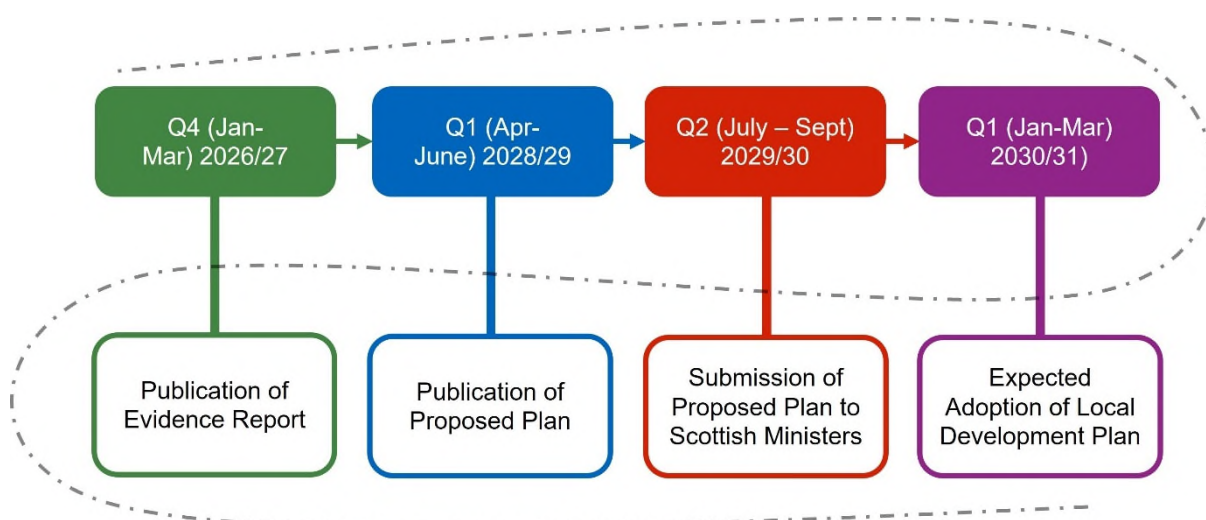 Q4 (Jan-
Mar) 2026/27
Q1 (Apr-
June) 2028/29
Q2 (July – Sept)
2029/30
Q1 (Jan-Mar)
2030/31)
Publication of
Evidence Report
Publication of
Proposed Plan
Submission of
Proposed Plan to
Scottish Ministers
Expected
Adoption of Local
Development Plan